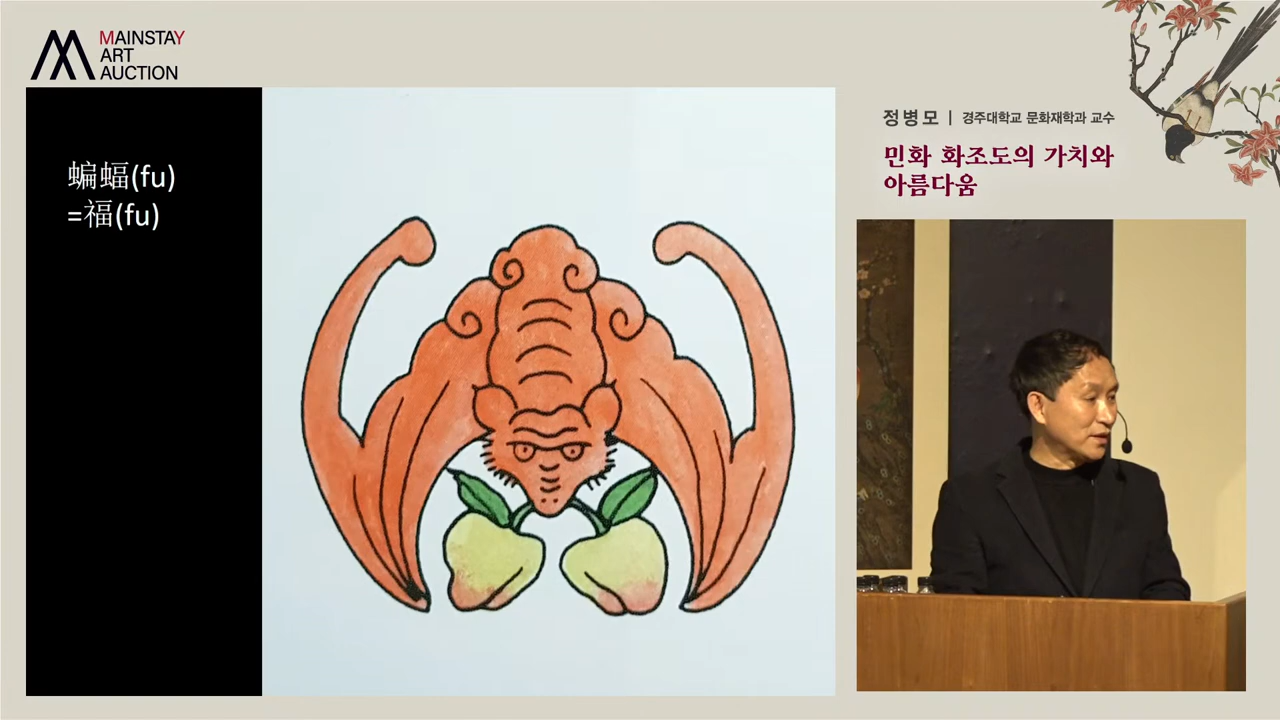 MAINSTAY
ART
AUCTION
蝙蝠(fu)
=福(fu)
정병모 | 경주대학교 문화재학과 교수
민화 화조도의 가치와
아름다움